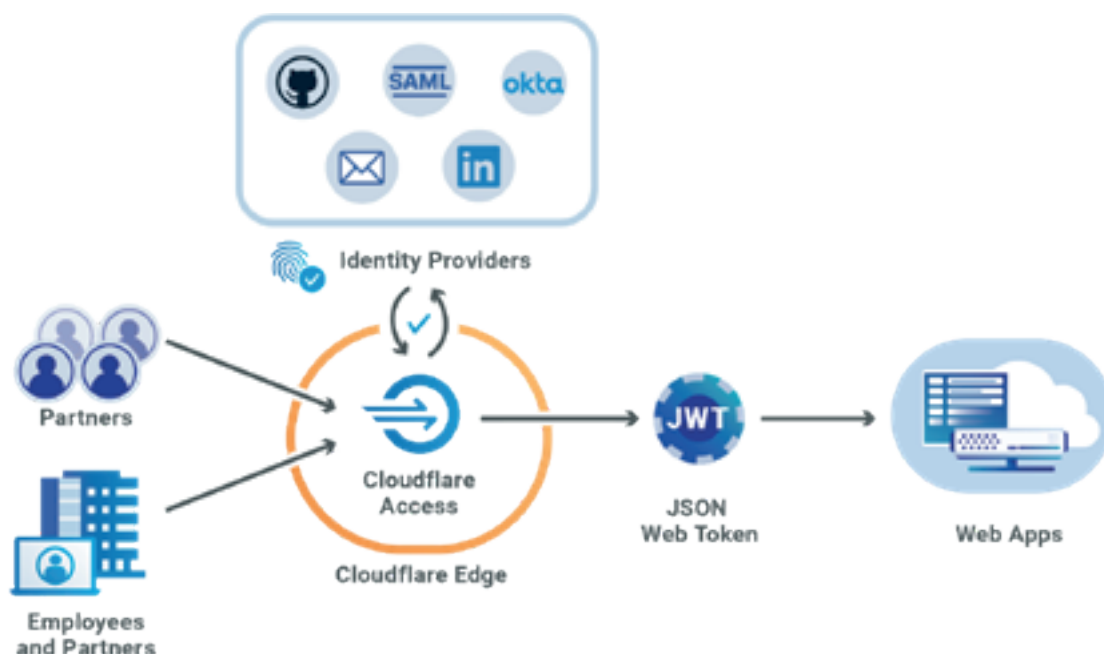 SAML
okta
in
Identity Providers
Partners
Cloudflare
Access
JWT
JSON
Web Token
Web Apps
Cloudflare Edge
Employees
and Partners